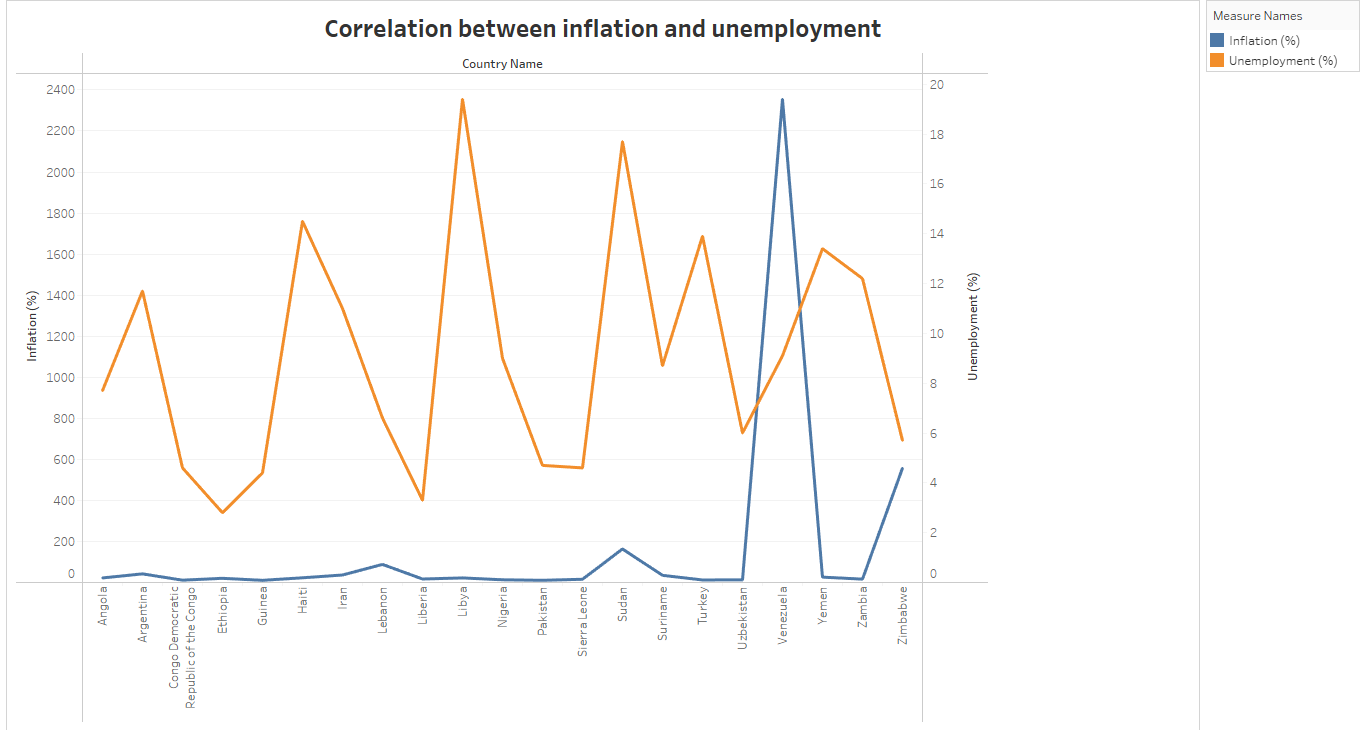 Correlation between inflation and unemployment
Country Name
Measure Names
Inflation (%)
Unemployment (%)
Inflation (%)
2400
2200
2000
1800
1600
1400
1200
1000
800
600
400
200
0
20
18
16
14
12
10
8
6
4
2
0
Unemployment (%)
Angola
Argentina
Congo Democratic
Republic of the Congo
Ethiopia
Guinea
Haiti
Iran
Lebanon
Liberia
Libya
Nigeria
Pakistan
Sierra Leone
Sudan
Suriname
Turkey
Uzbekistan
Venezuela
Yemen
Zambia
Zimbabwe